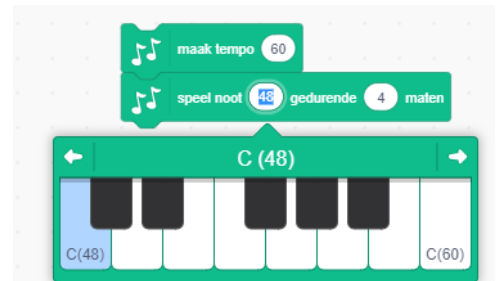 maak tempo 60
speel noot 48 gedurende 4 maten
C (48)
C(48) C(60)